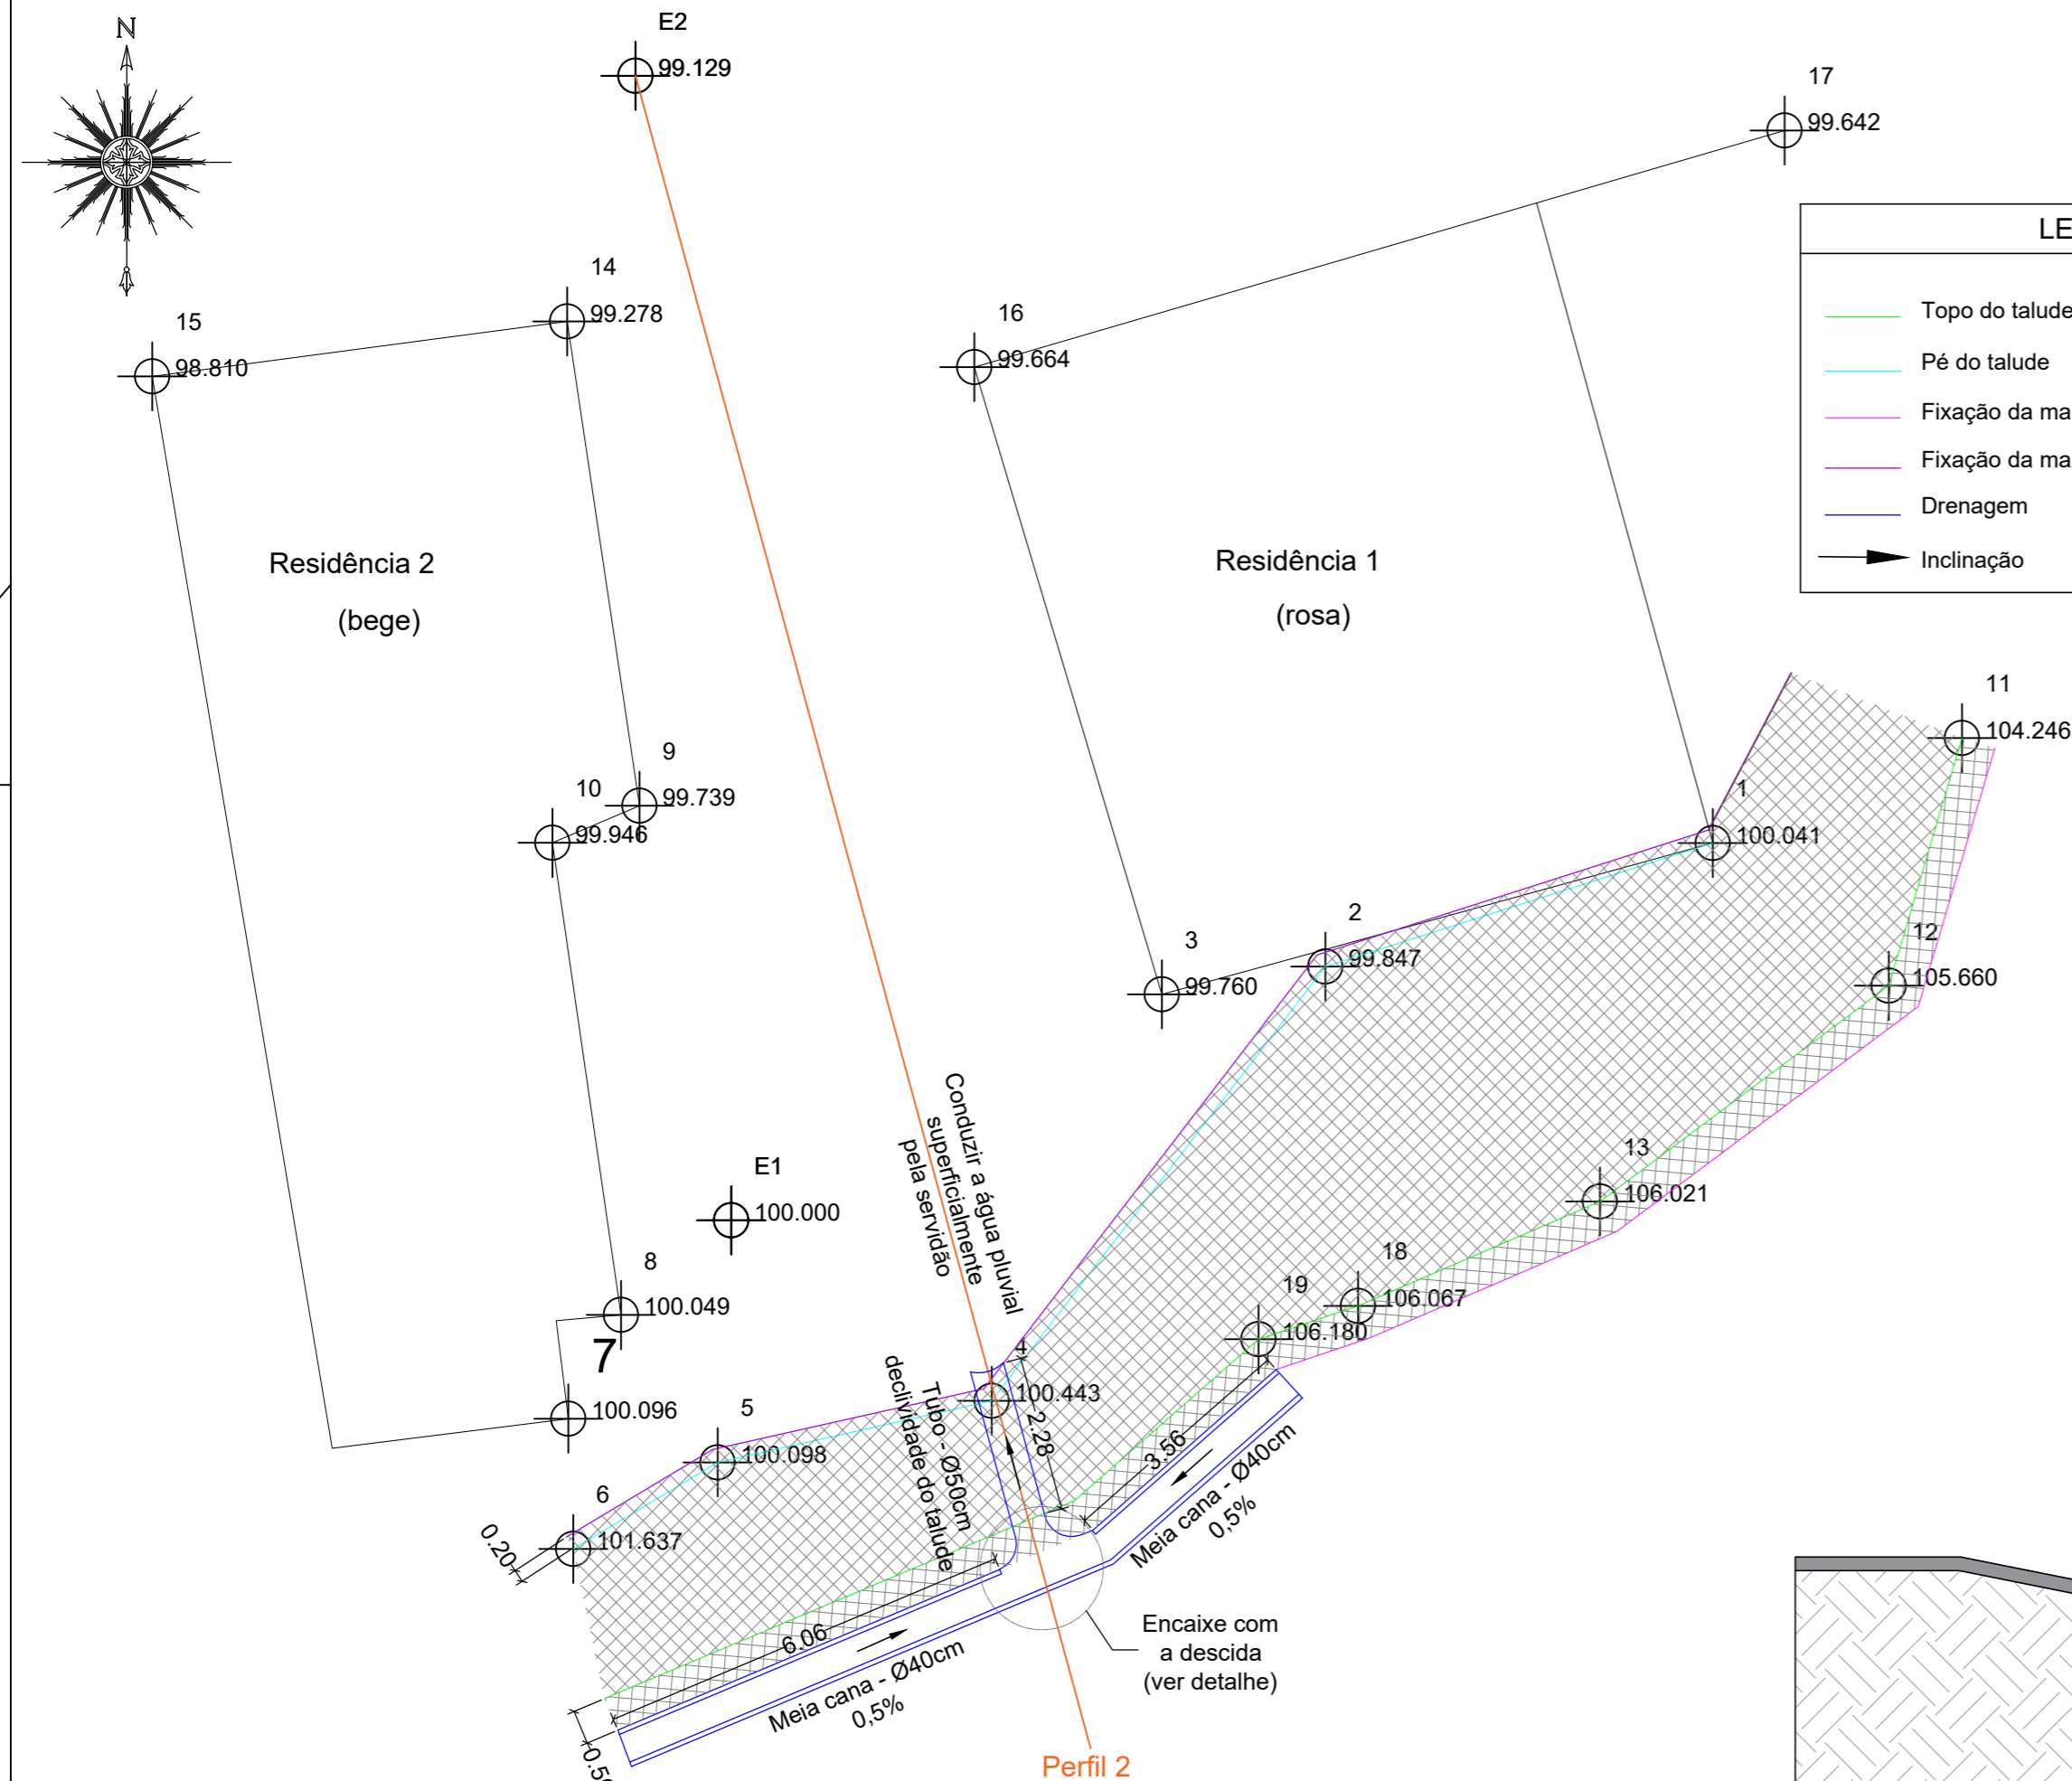 N
E2
99.129
17
99.642
LE
Topo do talude
Pé do talude
Fixação da ma
Fixação da ma
Drenagem
Inclinação
14
99.278
15
98.810
16
99.664
Residência 2
(bege)
Residência 1
(rosa)
11
104.246
9
99.739
10
99.946
1
100.041
2
99.847
3
99.760
12
105.660
Conduzir a água pluvial
superficialmente
pela servidão
13
106.021
E1
100.000
8
100.049
18
106.067
19
106.180
7
100.096
4
100.443
5
100.098
Tubo - Ø50cm
declividade do talude
2.28
3.56
Meia cana - Ø40cm
0,5%
6
101.637
0.20
6.06
Meia cana - Ø40cm
0,5%
Encaixe com
a descida
(ver detalhe)
Perfil 2